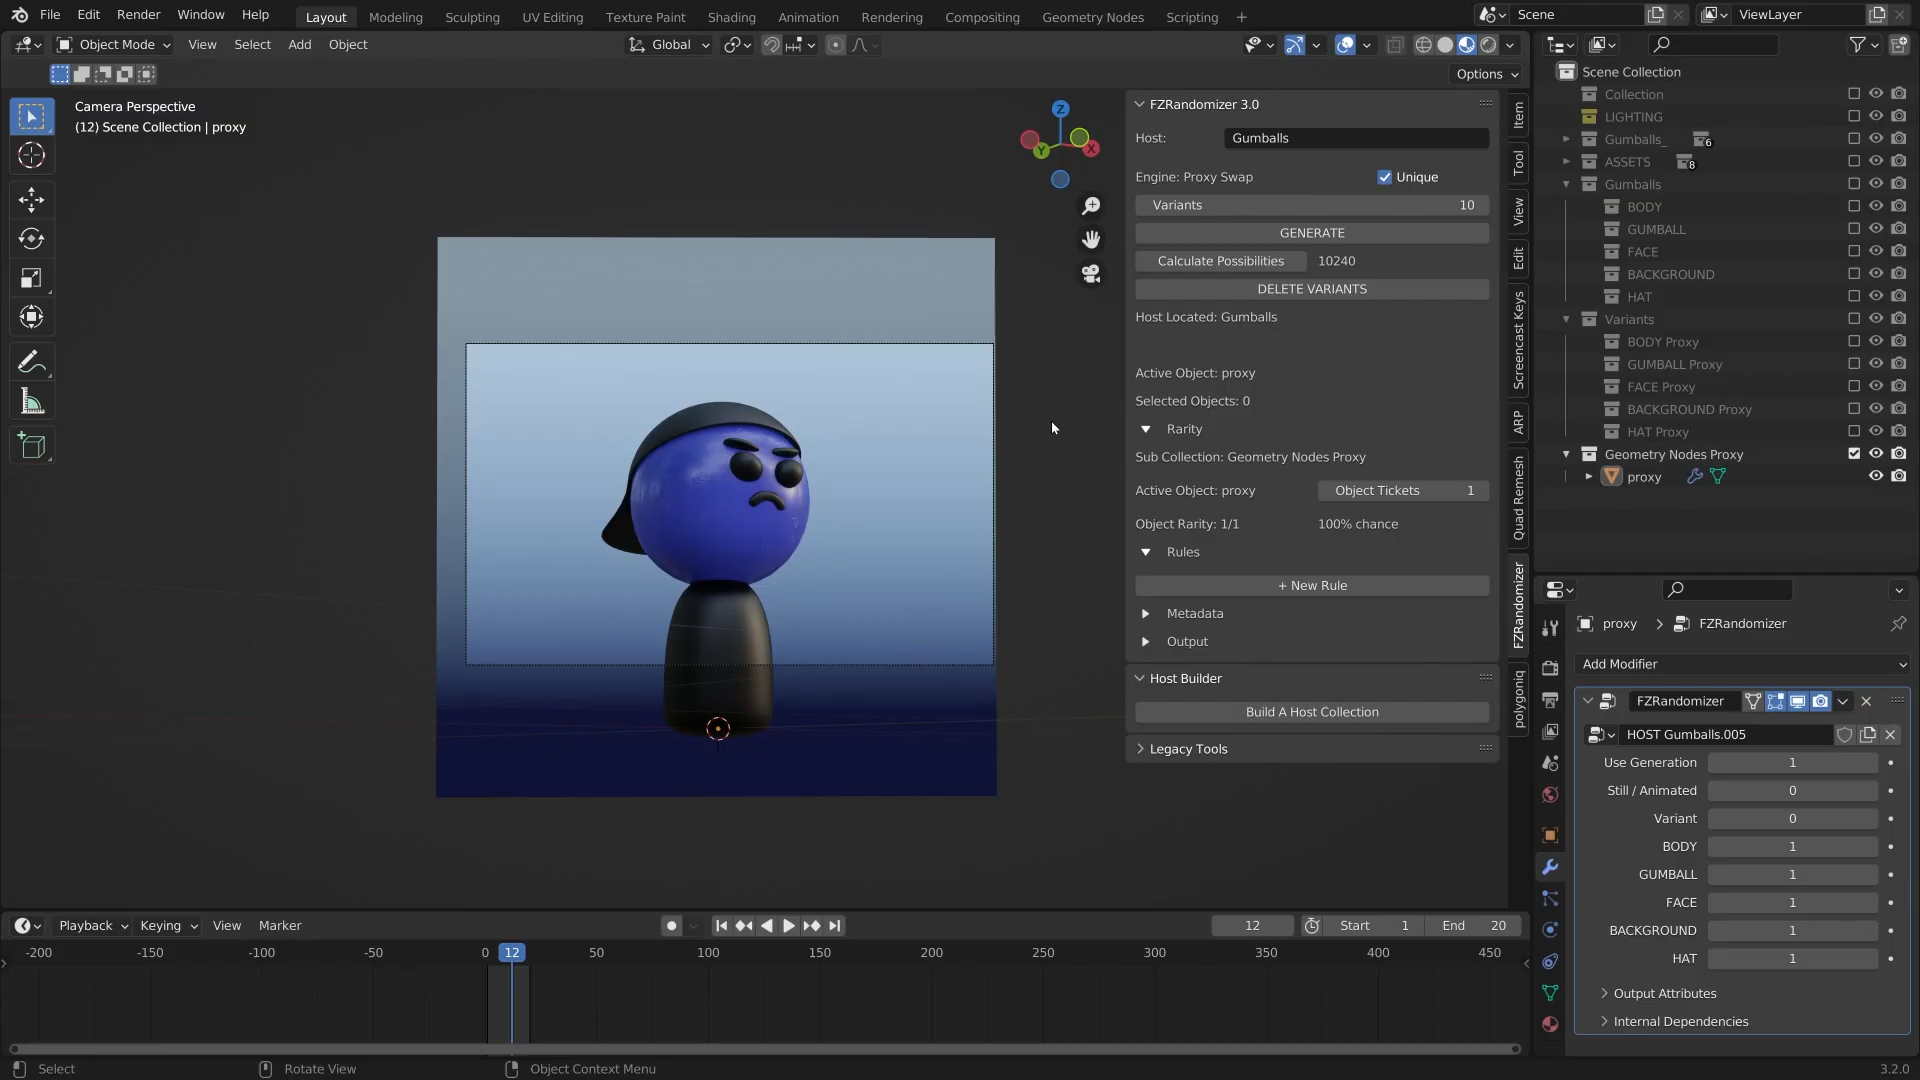 File Edit Render Window Help Layout Modeling Sculpting UV Editing Texture Paint Shading Animation Rendering Compositing Geometry Nodes Scripting + Scene ViewLayer
Object Mode View Select Add Object Global
Options
Camera Perspective
(12) Scene Collection | proxy
Z
Y
X
FZRandomizer 3.0
Host: Gumballs
Engine: Proxy Swap Unique
Variants 10
GENERATE
Calculate Possibilities 10240
DELETE VARIANTS
Host Located: Gumballs
Active Object: proxy
Selected Objects: 0
Rarity
Sub Collection: Geometry Nodes Proxy
Active Object: proxy Object Tickets 1
Object Rarity: 1/1 100% chance
Rules
+ New Rule
Metadata
Output
Host Builder
Build A Host Collection
Legacy Tools
Item
Tool
View
Edit
Screencast Keys
ARP
Quad Remesh
FZRandomizer
polygoniq
Scene Collection
Collection
LIGHTING
Gumballs_ 6
ASSETS 8
Gumballs
BODY
GUMBALL
FACE
BACKGROUND
HAT
Variants
BODY Proxy
GUMBALL Proxy
FACE Proxy
BACKGROUND Proxy
HAT Proxy
Geometry Nodes Proxy
proxy
proxy > FZRandomizer
Add Modifier
FZRandomizer
HOST Gumballs.005
Use Generation 1
Still / Animated 0
Variant 0
BODY 1
GUMBALL 1
FACE 1
BACKGROUND 1
HAT 1
Output Attributes
Internal Dependencies
Playback Keying View Marker 12 Start 1 End 20
-200 -150 -100 -50 0 12 50 100 150 200 250 300 350 400 450
Select Rotate View Object Context Menu 3.2.0